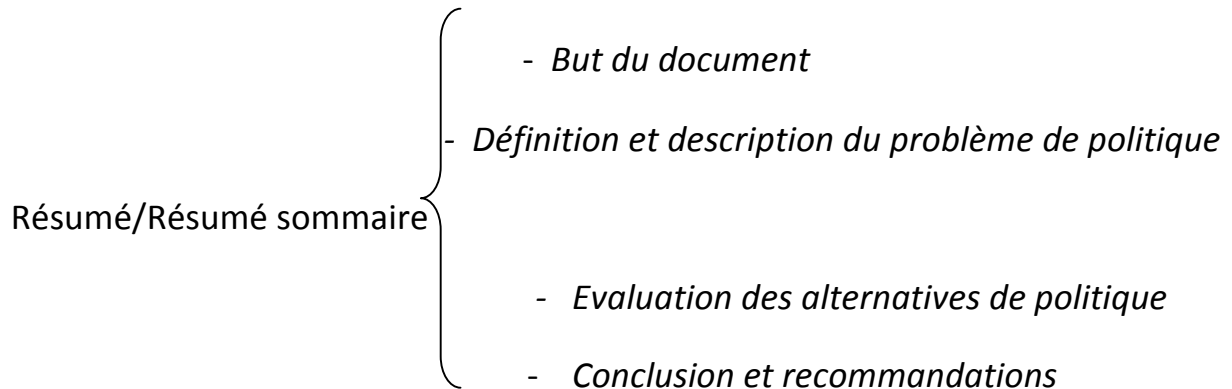 - But du document
- Définition et description du problème de politique
Résumé/Résumé sommaire
- Evaluation des alternatives de politique
- Conclusion et recommandations